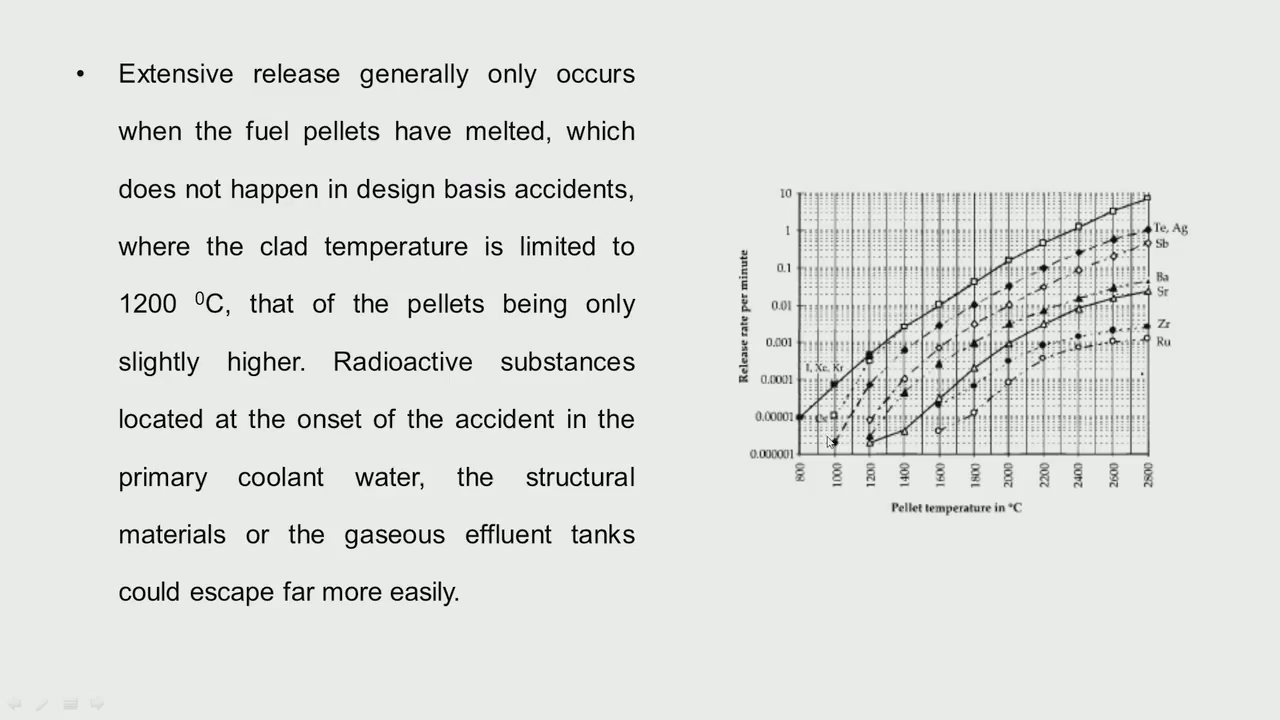 • Extensive release generally only occurs
when the fuel pellets have melted, which
does not happen in design basis accidents,
where the clad temperature is limited to
1200 ⁰C, that of the pellets being only
slightly higher. Radioactive substances
located at the onset of the accident in the
primary coolant water, the structural
materials or the gaseous effluent tanks
could escape far more easily.
Release rate per minute
10
1
0.1
0.01
0.001
0.0001
0.00001
0.000001
I, Xe, Kr
Te, Ag
Sb
Ba
Sr
Zr
Ru
800 1000 1200 1400 1600 1800 2000 2200 2400 2600 2800
Pellet temperature in °C